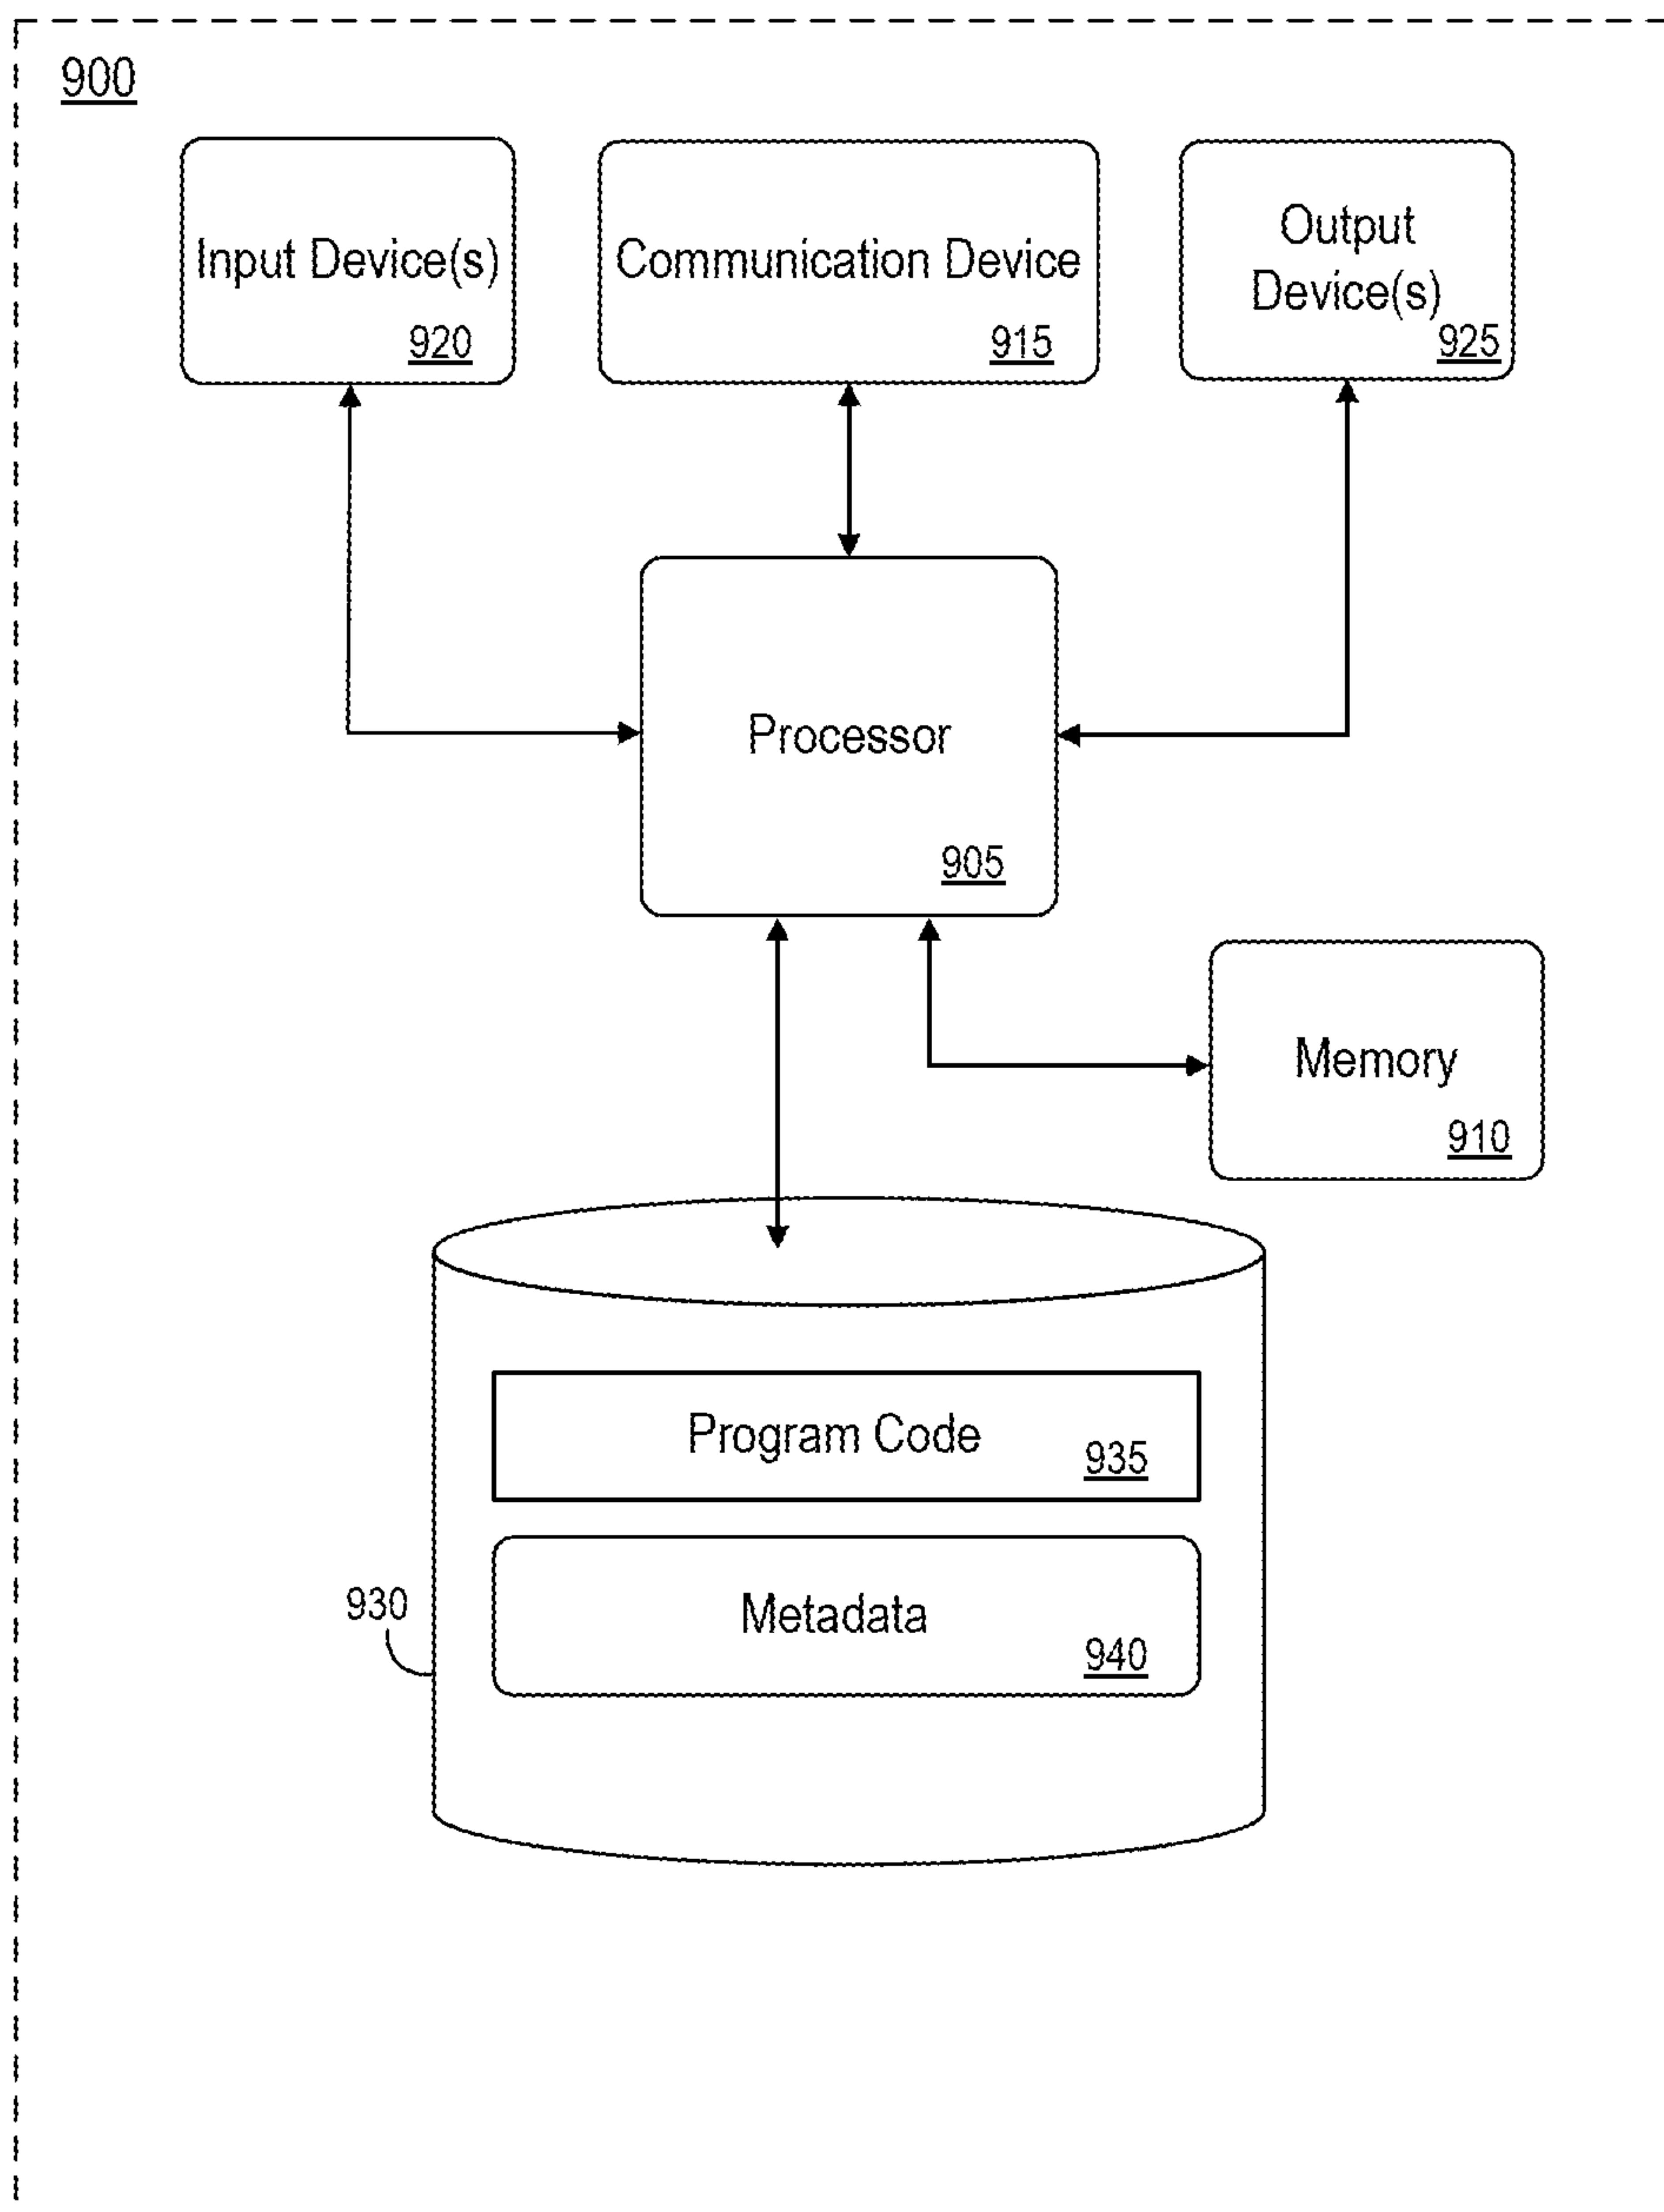 900
Input Device(s)
920
Communication Device
915
Output
Device(s)
925
Processor
905
Memory
910
Program Code
935
Metadata
940
930